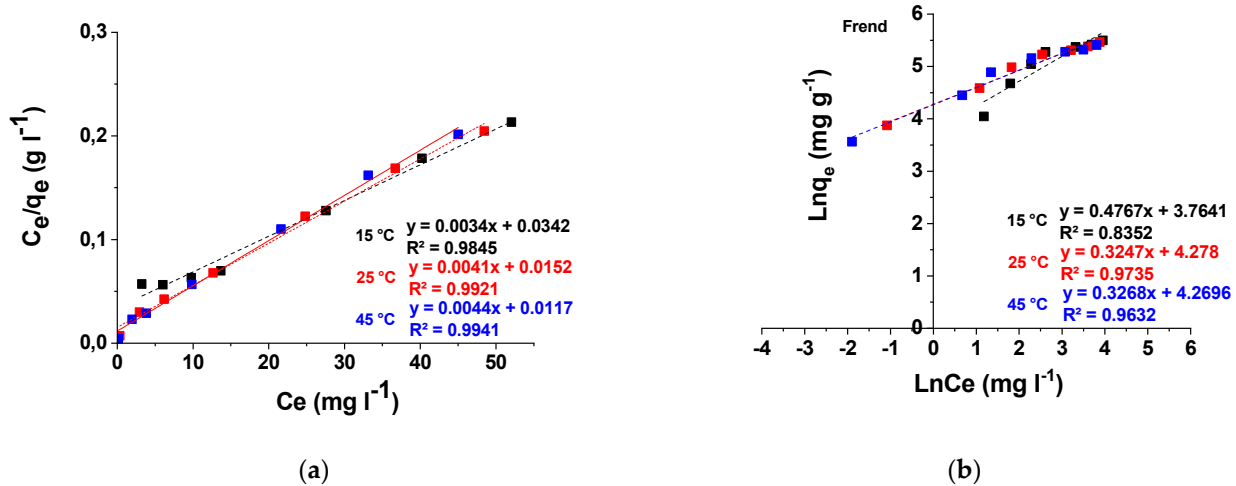 0,3
0,2
0,1
0,0
C_e/q_e (g l⁻¹)
15 °C y = 0.0034x + 0.0342
R² = 0.9845
25 °C y = 0.0041x + 0.0152
R² = 0.9921
45 °C y = 0.0044x + 0.0117
R² = 0.9941
0 10 20 30 40 50
Ce (mg l⁻¹)
(a)
Frend
6
5
4
3
2
1
0
Lnq_e (mg g⁻¹)
15 °C y = 0.4767x + 3.7641
R² = 0.8352
25 °C y = 0.3247x + 4.278
R² = 0.9735
45 °C y = 0.3268x + 4.2696
R² = 0.9632
-4 -3 -2 -1 0 1 2 3 4 5 6
LnCe (mg l⁻¹)
(b)